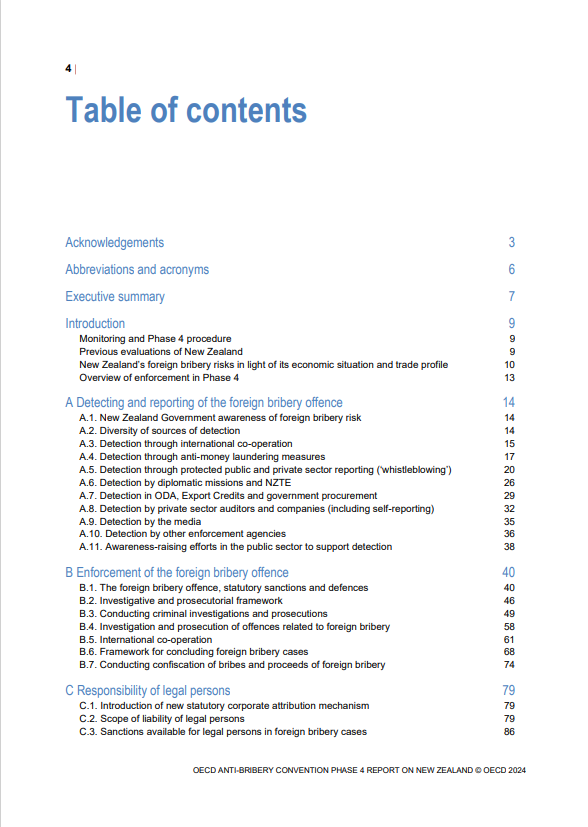 4 |
Table of contents
Acknowledgements 3
Abbreviations and acronyms 6
Executive summary 7
Introduction 9
Monitoring and Phase 4 procedure 9
Previous evaluations of New Zealand 9
New Zealand's foreign bribery risks in light of its economic situation and trade profile 10
Overview of enforcement in Phase 4 13
A Detecting and reporting of the foreign bribery offence 14
A.1. New Zealand Government awareness of foreign bribery risk 14
A.2. Diversity of sources of detection 14
A.3. Detection through international co-operation 15
A.4. Detection through anti-money laundering measures 17
A.5. Detection through protected public and private sector reporting ('whistleblowing') 20
A.6. Detection by diplomatic missions and NZTE 26
A.7. Detection in ODA, Export Credits and government procurement 29
A.8. Detection by private sector auditors and companies (including self-reporting) 32
A.9. Detection by the media 35
A.10. Detection by other enforcement agencies 36
A.11. Awareness-raising efforts in the public sector to support detection 38
B Enforcement of the foreign bribery offence 40
B.1. The foreign bribery offence, statutory sanctions and defences 40
B.2. Investigative and prosecutorial framework 46
B.3. Conducting criminal investigations and prosecutions 49
B.4. Investigation and prosecution of offences related to foreign bribery 58
B.5. International co-operation 61
B.6. Framework for concluding foreign bribery cases 68
B.7. Conducting confiscation of bribes and proceeds of foreign bribery 74
C Responsibility of legal persons 79
C.1. Introduction of new statutory corporate attribution mechanism 79
C.2. Scope of liability of legal persons 79
C.3. Sanctions available for legal persons in foreign bribery cases 86
OECD ANTI-BRIBERY CONVENTION PHASE 4 REPORT ON NEW ZEALAND © OECD 2024